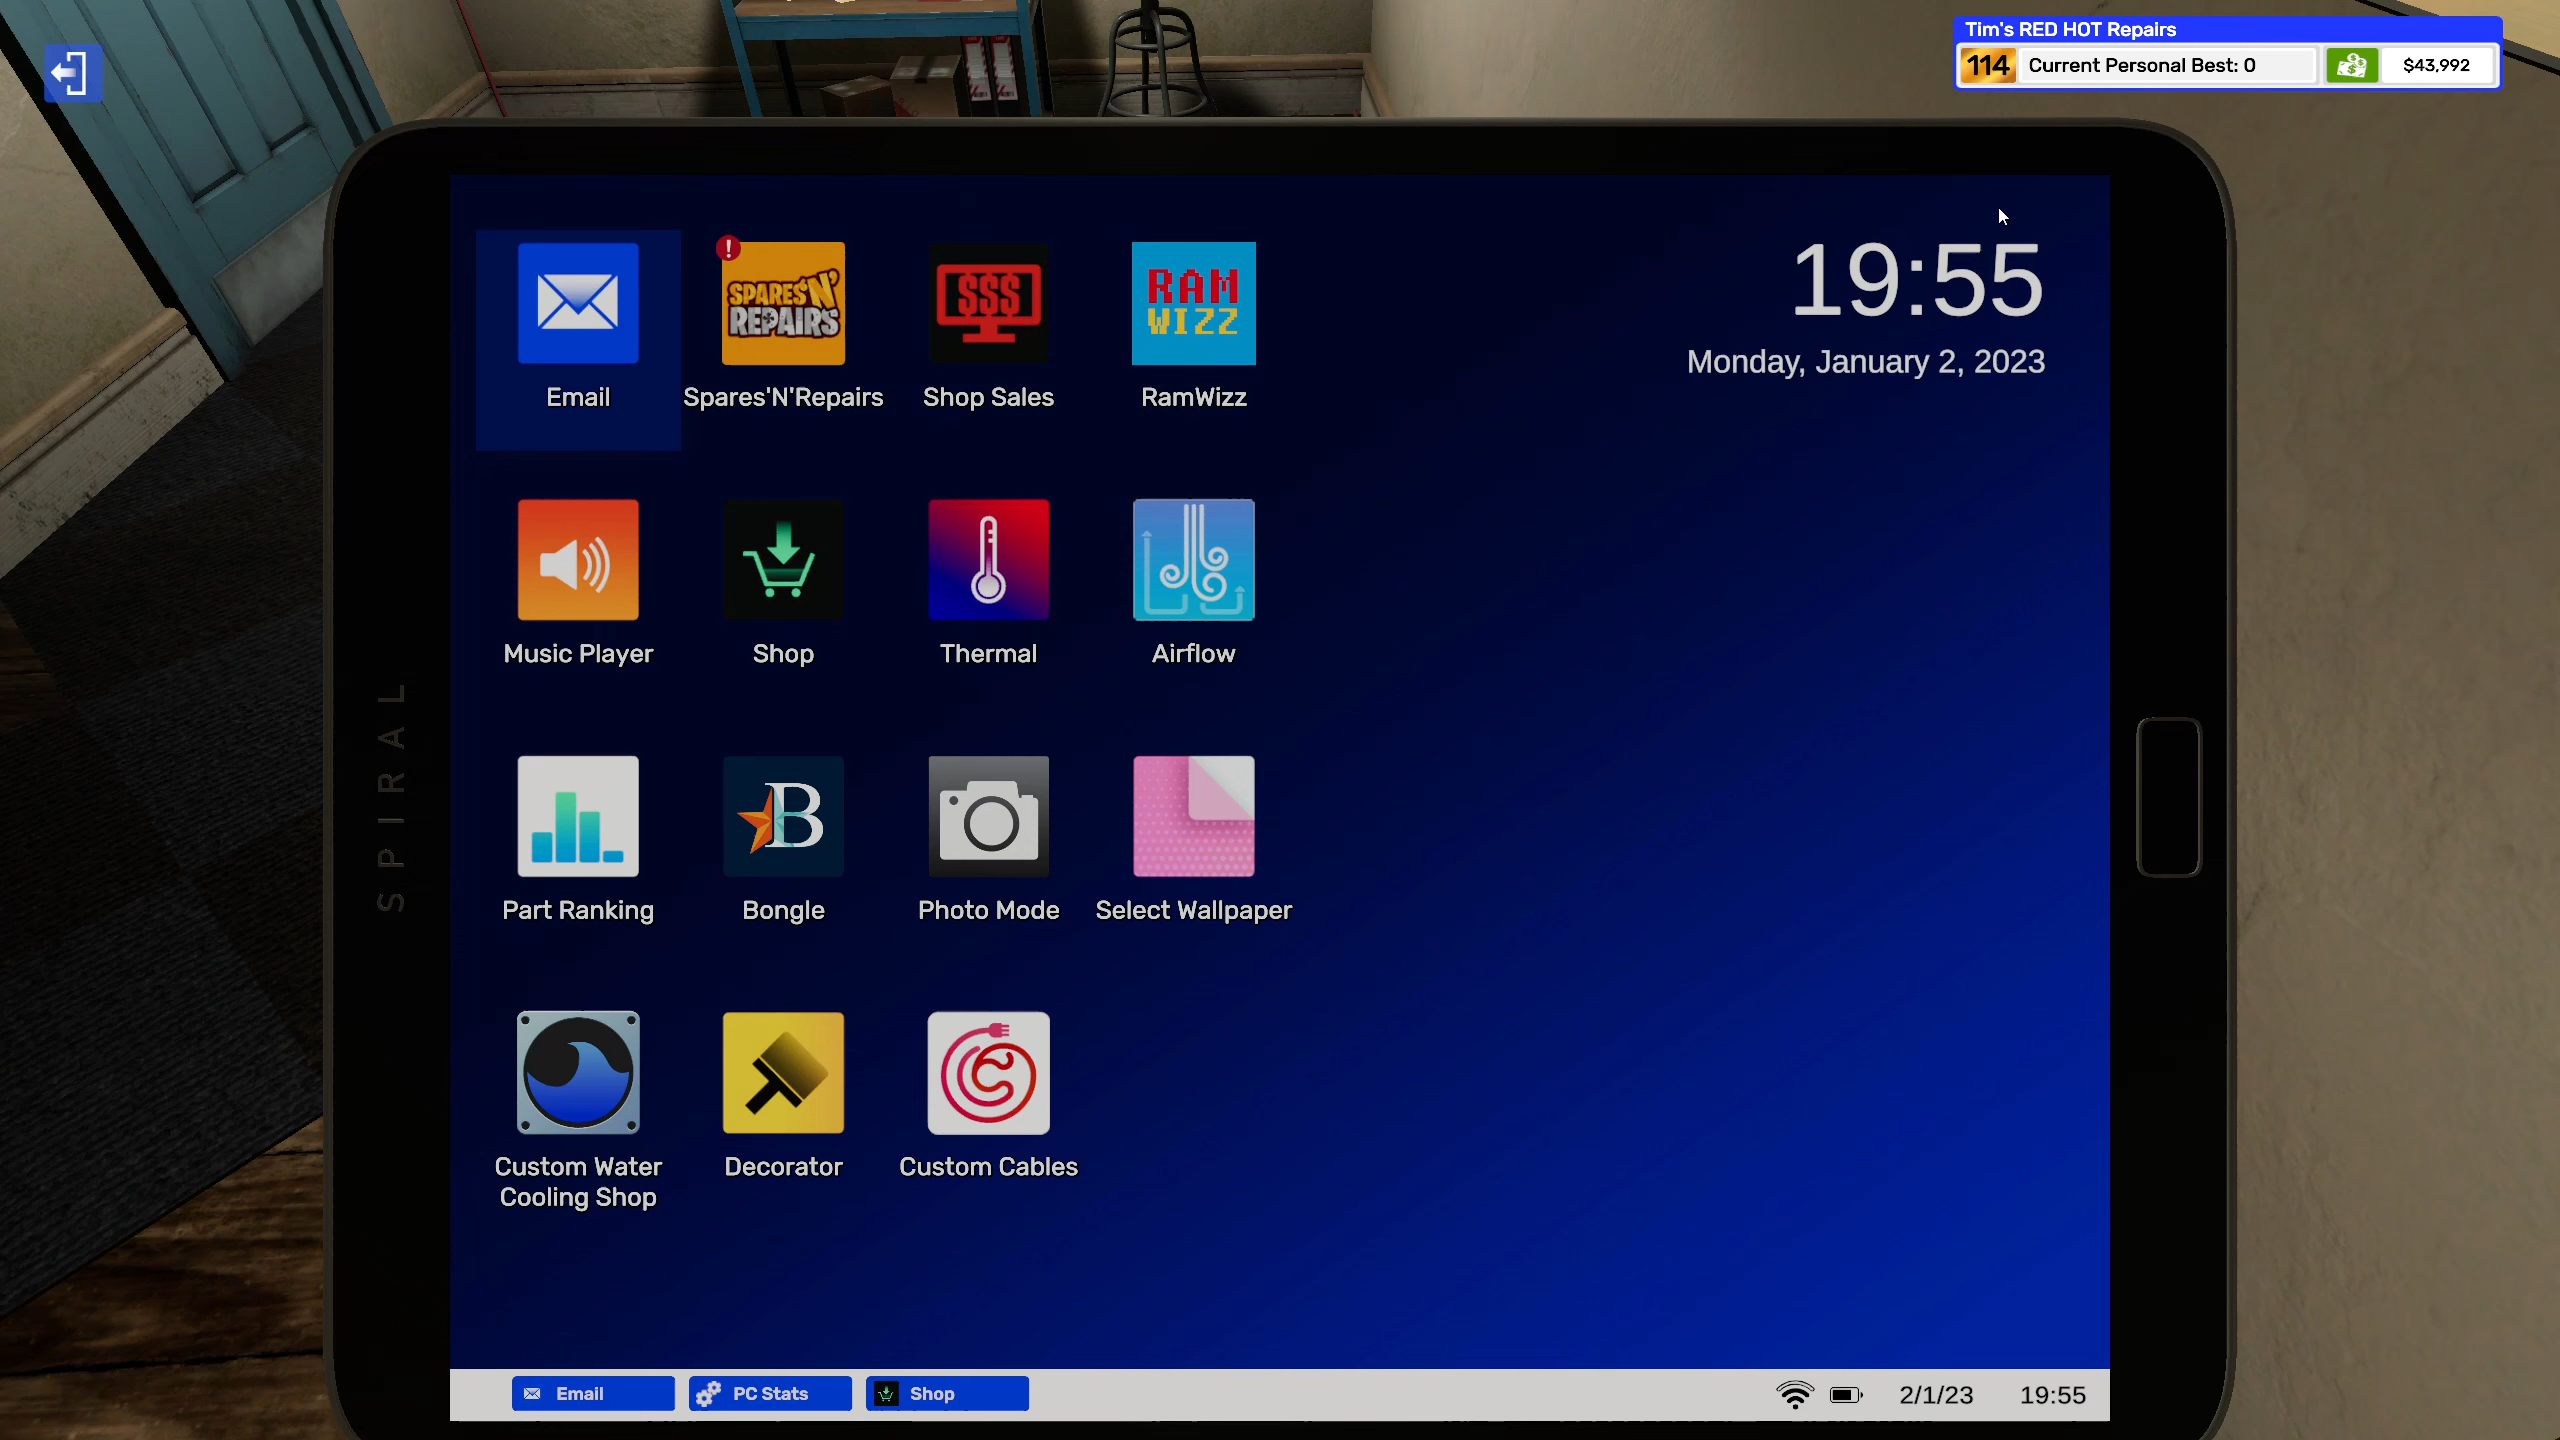 Tim's RED HOT Repairs
114 Current Personal Best: 0 $43,992
19:55
Monday, January 2, 2023
!
SPARES'N' REPAIRS
$$$
RAM
WIZZ
Email Spares'N'Repairs Shop Sales RamWizz
Music Player Shop Thermal Airflow
B
Part Ranking Bongle Photo Mode Select Wallpaper
C
Custom Water Cooling Shop Decorator Custom Cables
SPIRAL
Email PC Stats Shop 2/1/23 19:55